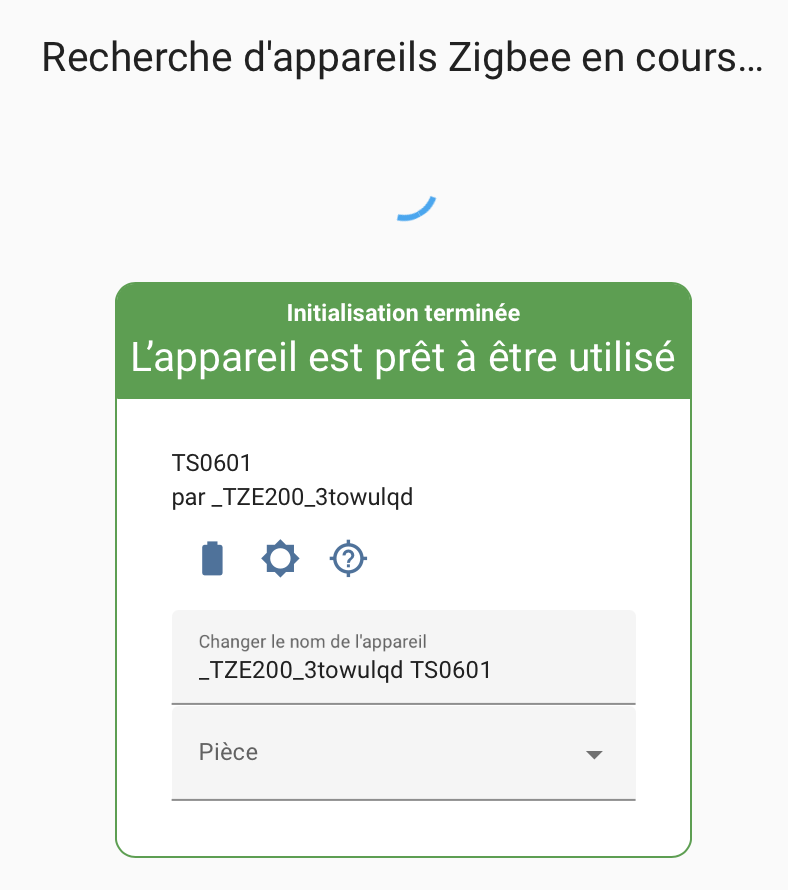 Recherche d'appareils Zigbee en cours…
Initialisation terminée
L’appareil est prêt à être utilisé
TS0601
par _TZE200_3towulqd
Changer le nom de l'appareil
_TZE200_3towulqd TS0601
Pièce